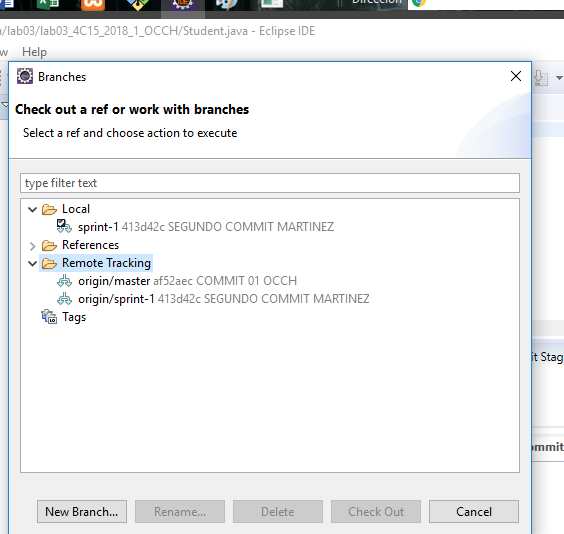 Direccion
a/lab03/lab03_4C15_2018_1_OCCH/Student.java - Eclipse IDE
w Help
Branches
Check out a ref or work with branches
Select a ref and choose action to execute
type filter text
Local
sprint-1 413d42c SEGUNDO COMMIT MARTINEZ
References
Remote Tracking
origin/master af52aec COMMIT 01 OCCH
origin/sprint-1 413d42c SEGUNDO COMMIT MARTINEZ
Tags
it Stag
ommit
New Branch... Rename... Delete Check Out Cancel